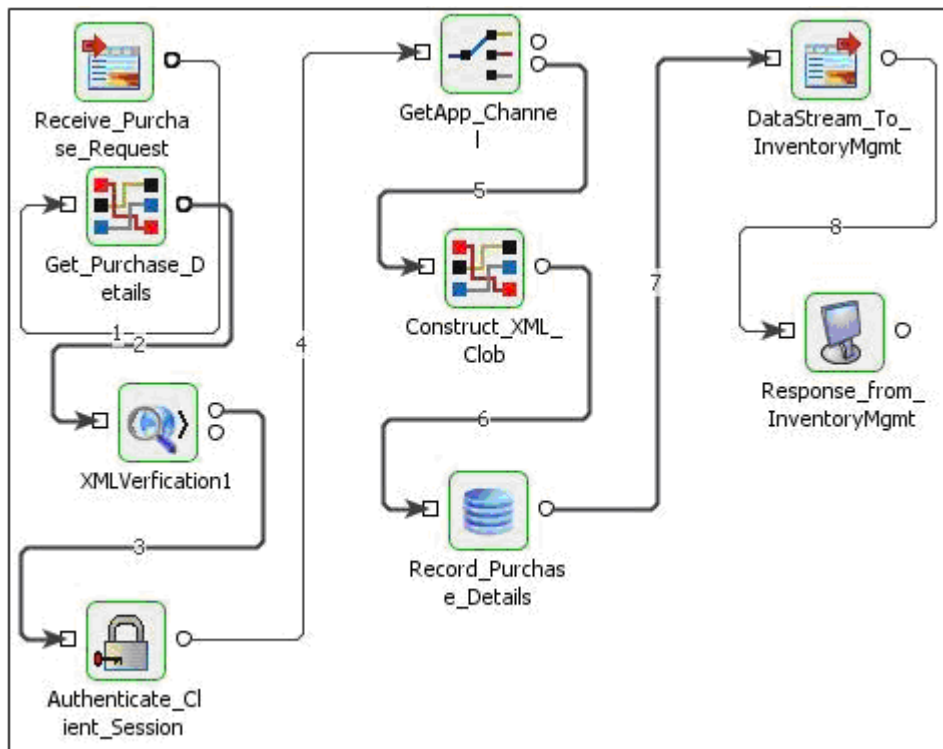 Receive_Purcha
se_Request
Get_Purchase_D
etails
1
2
XMLVerfication1
3
Authenticate_Cl
ient_Session
4
GetApp_Channe
l
5
Construct_XML_
Clob
6
Record_Purchas
e_Details
7
DataStream_To_
InventoryMgmt
8
Response_from_
InventoryMgmt